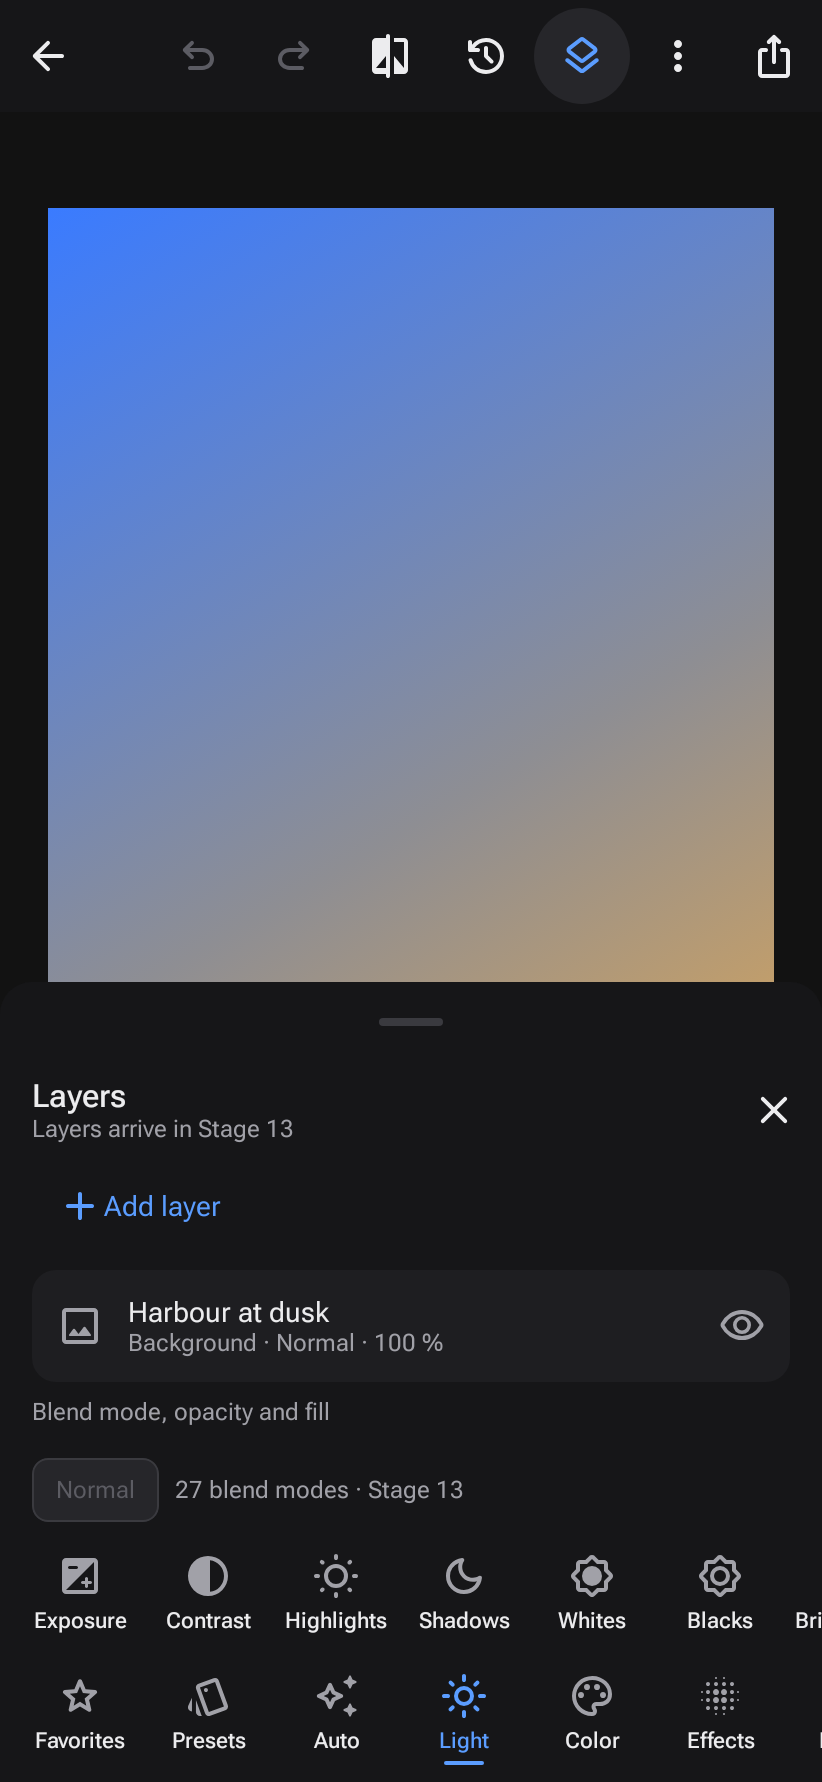 Layers
Layers arrive in Stage 13
Add layer
Harbour at dusk
Background · Normal · 100 %
Blend mode, opacity and fill
Normal
27 blend modes · Stage 13
Exposure
Contrast
Highlights
Shadows
Whites
Blacks
Favorites
Presets
Auto
Light
Color
Effects